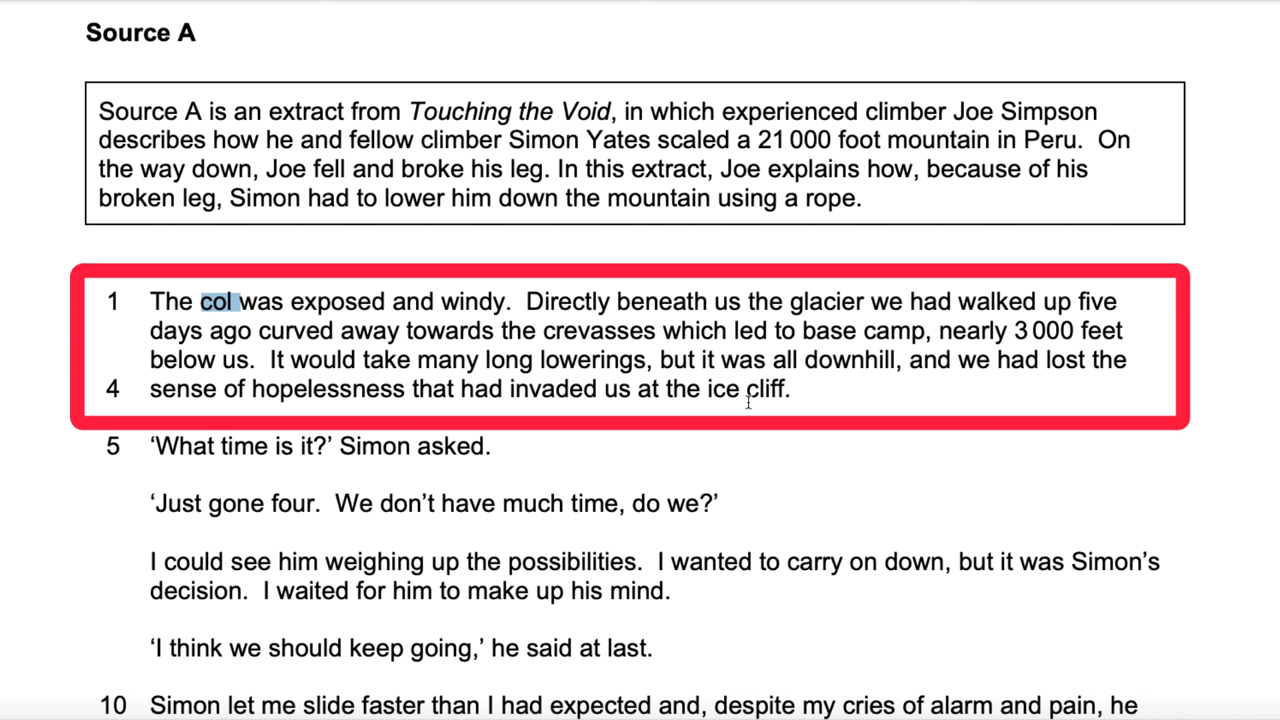 Source A
Source A is an extract from Touching the Void, in which experienced climber Joe Simpson
describes how he and fellow climber Simon Yates scaled a 21 000 foot mountain in Peru.  On
the way down, Joe fell and broke his leg. In this extract, Joe explains how, because of his
broken leg, Simon had to lower him down the mountain using a rope.
1 The col was exposed and windy.  Directly beneath us the glacier we had walked up five
days ago curved away towards the crevasses which led to base camp, nearly 3 000 feet
below us.  It would take many long lowerings, but it was all downhill, and we had lost the
4 sense of hopelessness that had invaded us at the ice cliff.
5 ‘What time is it?’ Simon asked.
‘Just gone four.  We don’t have much time, do we?’
I could see him weighing up the possibilities.  I wanted to carry on down, but it was Simon’s
decision.  I waited for him to make up his mind.
‘I think we should keep going,’ he said at last.
10 Simon let me slide faster than I had expected and, despite my cries of alarm and pain, he